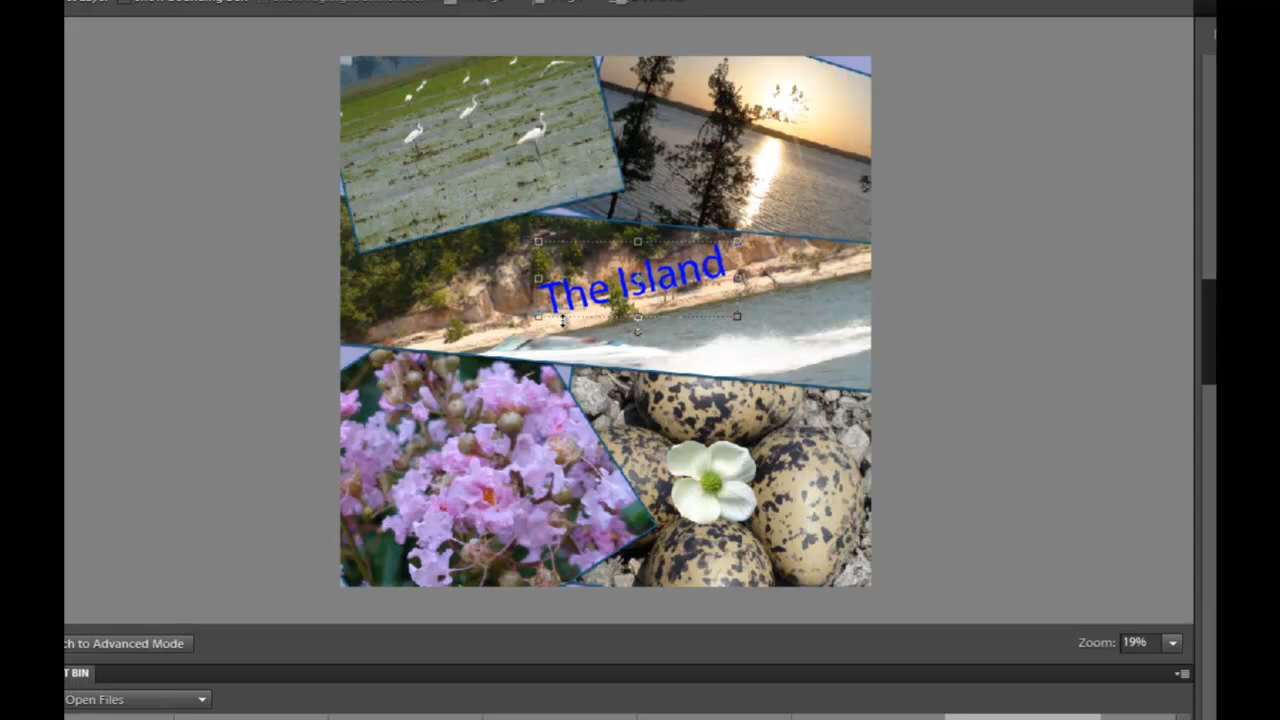 The Island
ch to Advanced Mode
Zoom: 19%
T BIN
Open Files